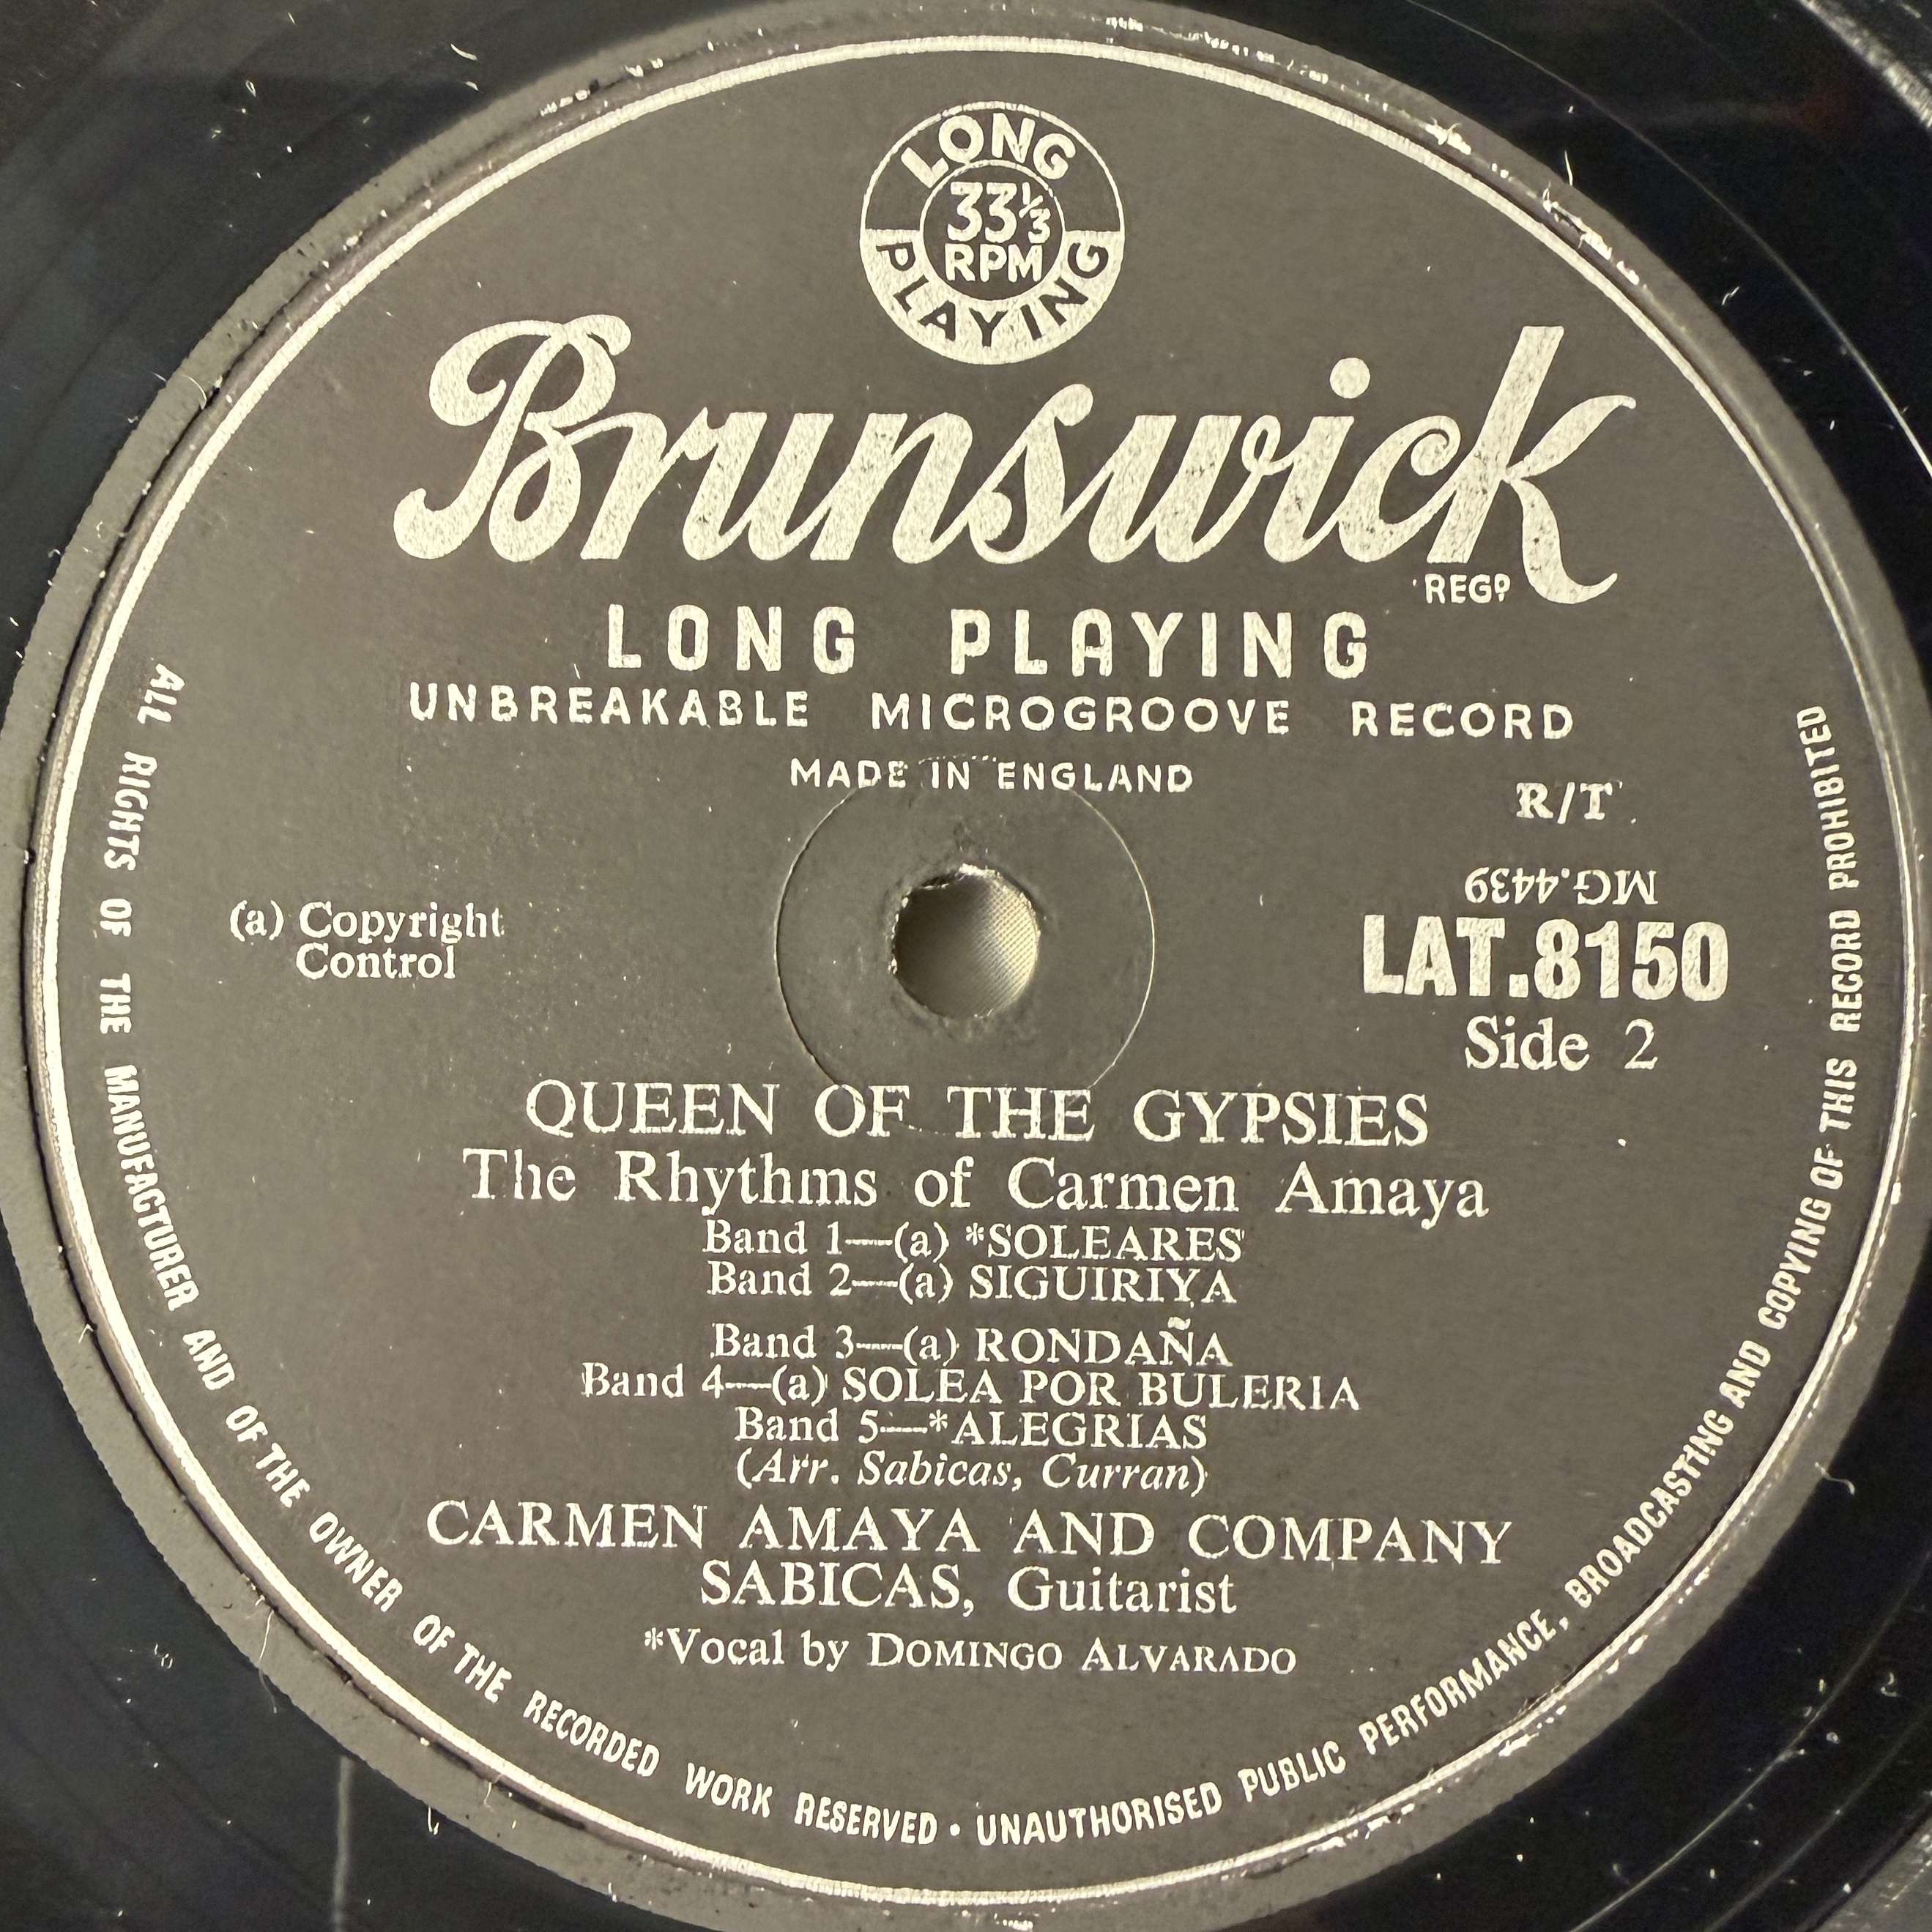 LONG
33⅓
RPM
PLAYING
Brunswick
REGD
LONG PLAYING
UNBREAKABLE MICROGROOVE RECORD
MADE IN ENGLAND
R/T
MG.4439
(a) Copyright
Control
LAT.8150
Side 2
QUEEN OF THE GYPSIES
The Rhythms of Carmen Amaya
Band 1—(a) *SOLEARES
Band 2—(a) SIGUIRIYA
Band 3—(a) RONDAÑA
Band 4—(a) SOLEA POR BULERIA
Band 5—*ALEGRIAS
(Arr. Sabicas, Curran)
CARMEN AMAYA AND COMPANY
SABICAS, Guitarist
*Vocal by DOMINGO ALVARADO
ALL RIGHTS OF THE MANUFACTURER AND OF THE OWNER OF THE RECORDED WORK RESERVED · UNAUTHORISED PUBLIC PERFORMANCE, BROADCASTING AND COPYING OF THIS RECORD PROHIBITED